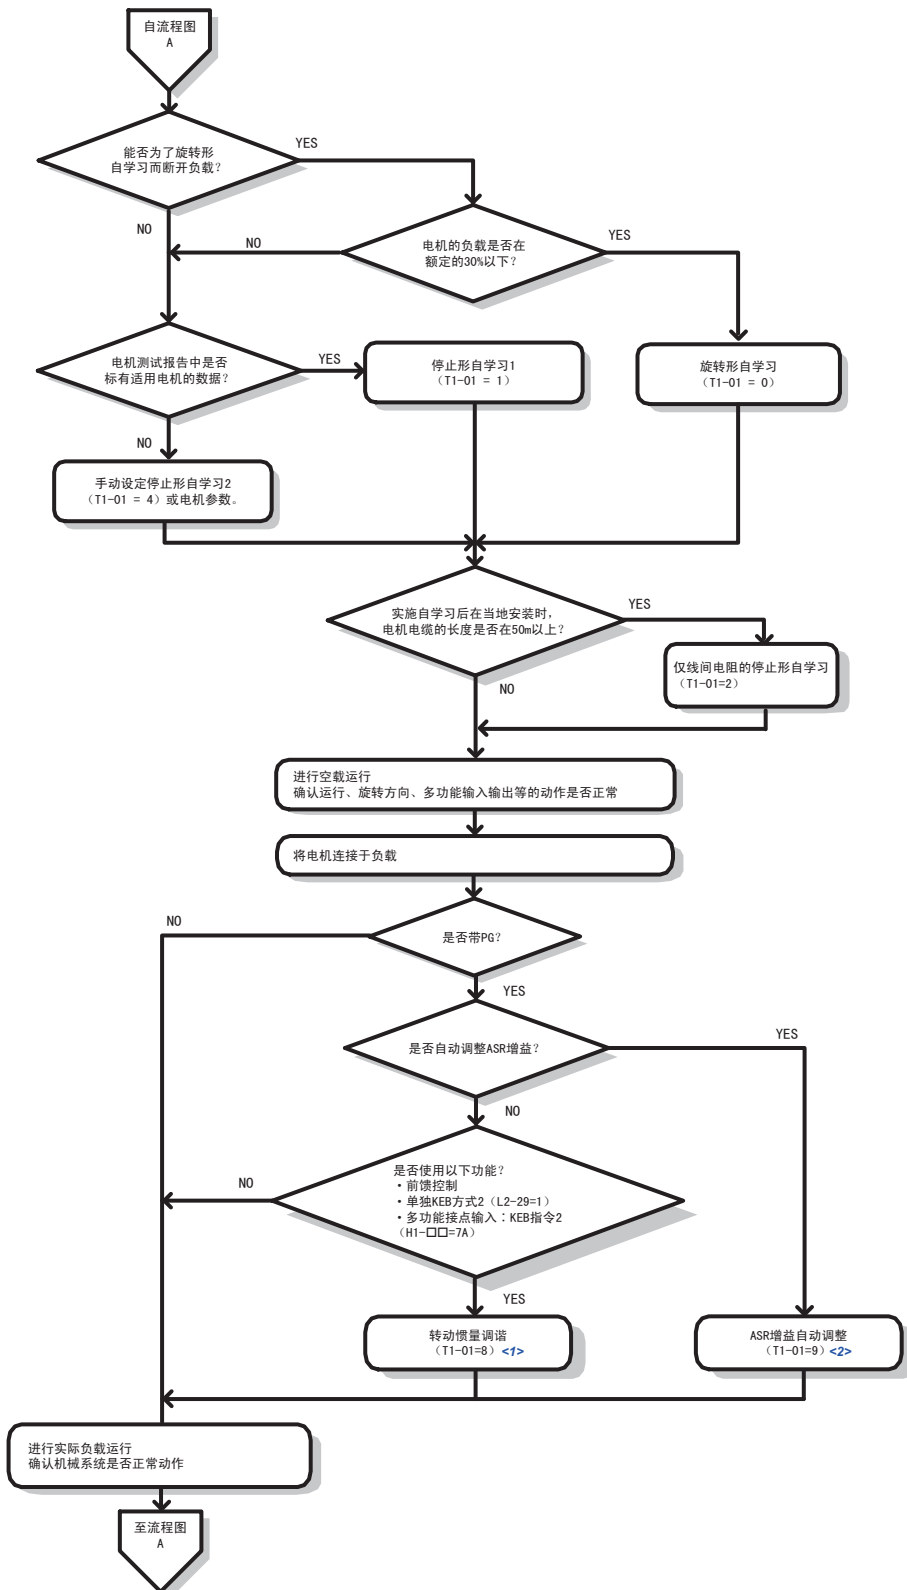 自流程图
A
能否为了旋转形
自学习而断开负载?
YES
NO
电机的负载是否在
额定的30%以下?
NO
YES
电机测试报告中是否
标有适用电机的数据?
YES
NO
停止形自学习1
(T1-01 = 1)
旋转形自学习
(T1-01 = 0)
手动设定停止形自学习2
(T1-01 = 4)或电机参数。
实施自学习后在当地安装时,
电机电缆的长度是否在50m以上?
YES
NO
仅线间电阻的停止形自学习
(T1-01=2)
进行空载运行
确认运行、旋转方向、多功能输入输出等的动作是否正常
将电机连接于负载
是否带PG?
NO
YES
是否自动调整ASR增益?
YES
NO
是否使用以下功能?
・前馈控制
・单独KEB方式2(L2-29=1)
・多功能接点输入:KEB指令2
(H1-□□=7A)
NO
YES
转动惯量调谐
(T1-01=8)<1>
ASR增益自动调整
(T1-01=9)<2>
进行实际负载运行
确认机械系统是否正常动作
至流程图
A